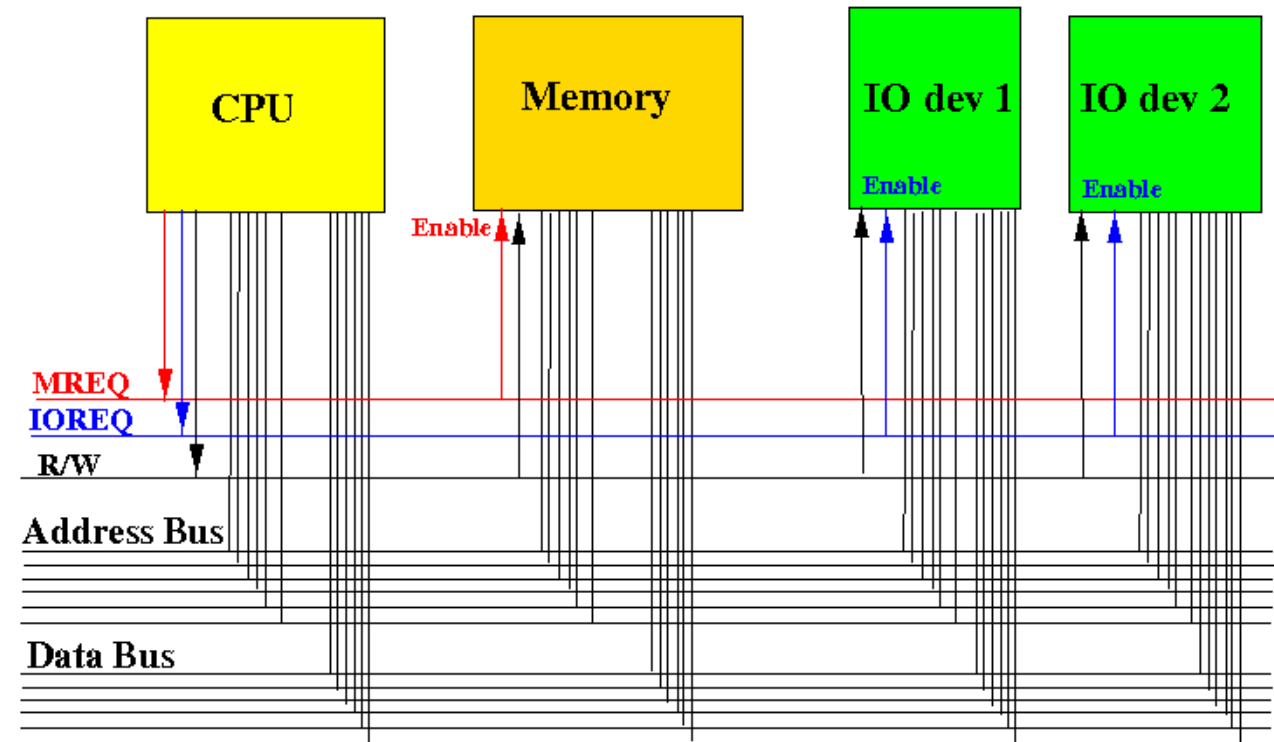 CPU
Memory
IO dev 1
IO dev 2
Enable
Enable
Enable
MREQ
IOREQ
R/W
Address Bus
Data Bus